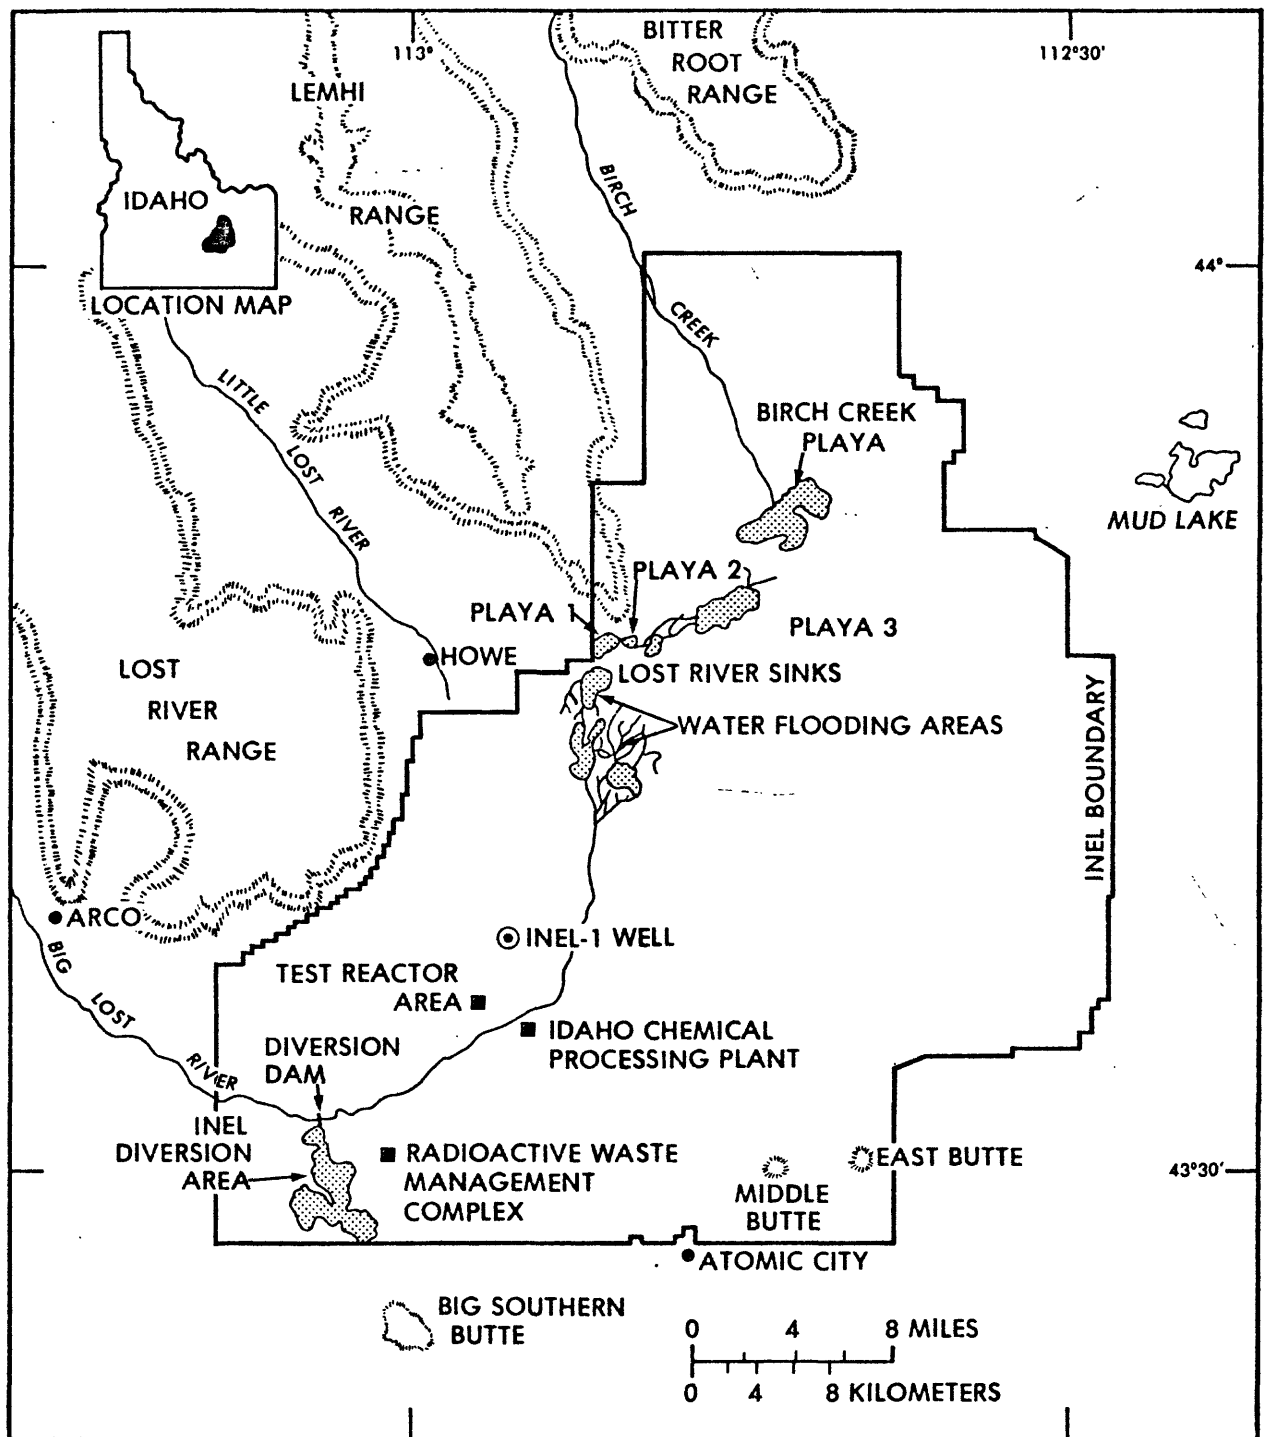 113°
112°30'
BITTER
ROOT
RANGE
LEMHI
RANGE
BIRCH
CREEK
IDAHO
LOCATION MAP
44°
LITTLE
LOST
RIVER
BIRCH CREEK
PLAYA
MUD LAKE
PLAYA 2
PLAYA 1
PLAYA 3
HOWE
LOST RIVER SINKS
LOST
RIVER
RANGE
WATER FLOODING AREAS
INEL BOUNDARY
ARCO
BIG
LOST
RIVER
INEL-1 WELL
TEST REACTOR
AREA
IDAHO CHEMICAL
PROCESSING PLANT
DIVERSION
DAM
INEL
DIVERSION
AREA
RADIOACTIVE WASTE
MANAGEMENT
COMPLEX
EAST BUTTE
43°30'
MIDDLE
BUTTE
ATOMIC CITY
BIG SOUTHERN
BUTTE
0 4 8 MILES
0 4 8 KILOMETERS